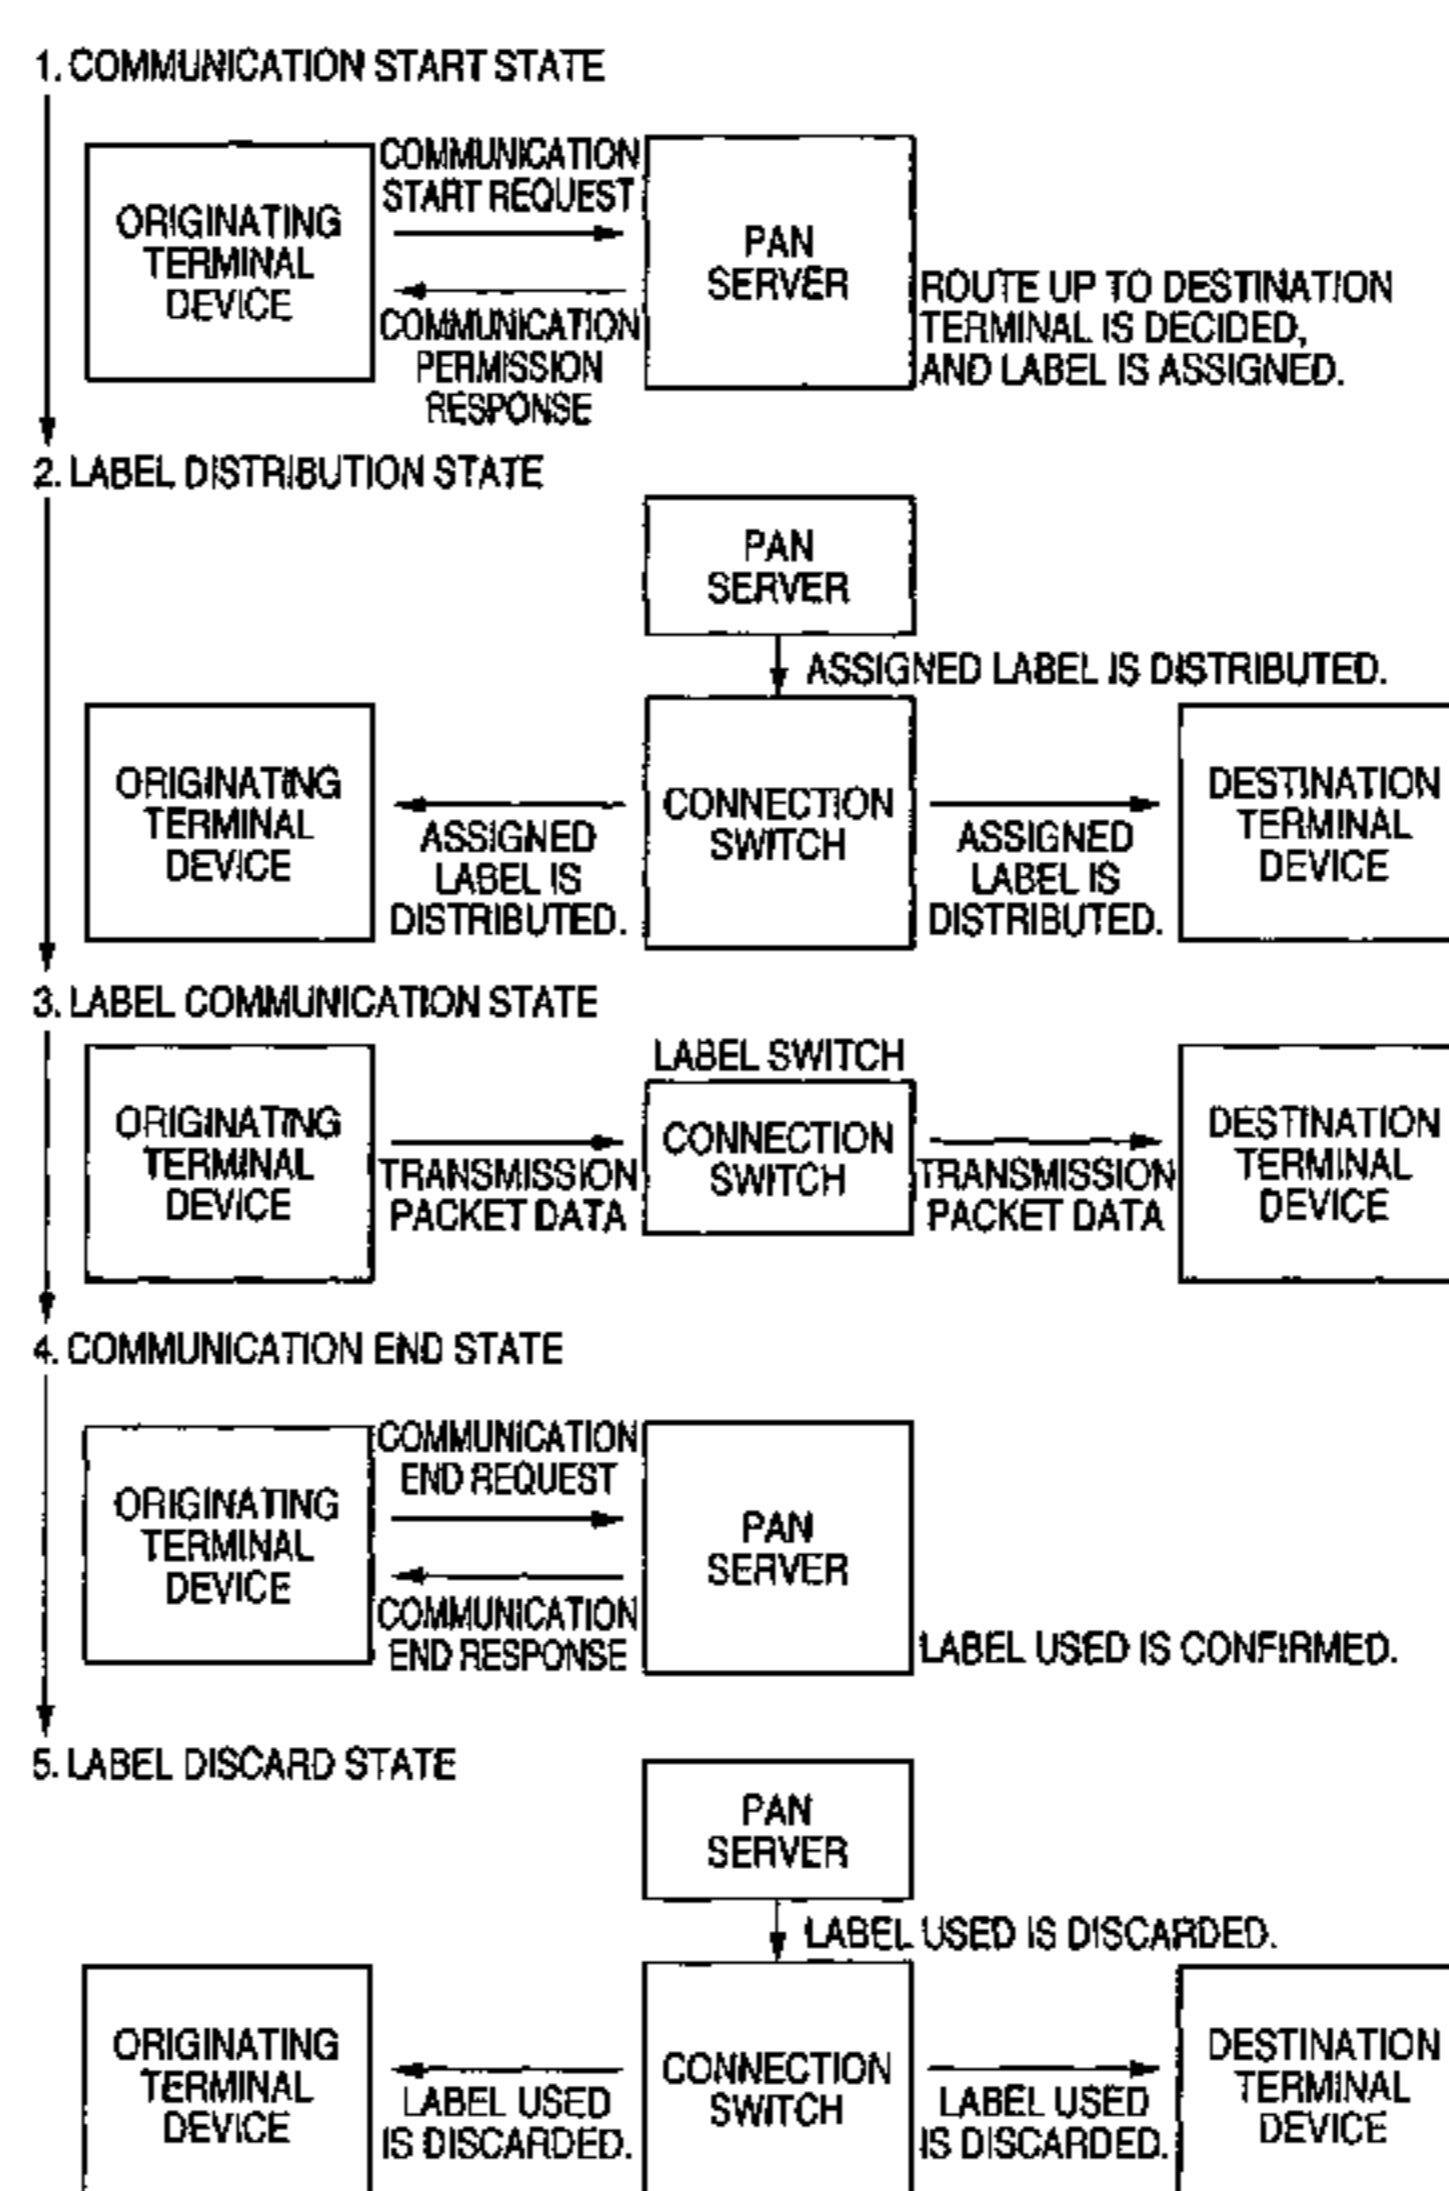 1. COMMUNICATION START STATE
COMMUNICATION
START REQUEST
ORIGINATING
TERMINAL
DEVICE
PAN
SERVER
COMMUNICATION
PERMISSION
RESPONSE
ROUTE UP TO DESTINATION
TERMINAL IS DECIDED,
AND LABEL IS ASSIGNED.
2. LABEL DISTRIBUTION STATE
PAN
SERVER
ASSIGNED LABEL IS DISTRIBUTED.
ORIGINATING
TERMINAL
DEVICE
ASSIGNED
LABEL IS
DISTRIBUTED.
CONNECTION
SWITCH
ASSIGNED
LABEL IS
DISTRIBUTED.
DESTINATION
TERMINAL
DEVICE
3. LABEL COMMUNICATION STATE
LABEL SWITCH
ORIGINATING
TERMINAL
DEVICE
TRANSMISSION
PACKET DATA
CONNECTION
SWITCH
TRANSMISSION
PACKET DATA
DESTINATION
TERMINAL
DEVICE
4. COMMUNICATION END STATE
COMMUNICATION
END REQUEST
ORIGINATING
TERMINAL
DEVICE
PAN
SERVER
COMMUNICATION
END RESPONSE
LABEL USED IS CONFIRMED.
5. LABEL DISCARD STATE
PAN
SERVER
LABEL USED IS DISCARDED.
ORIGINATING
TERMINAL
DEVICE
LABEL USED
IS DISCARDED.
CONNECTION
SWITCH
LABEL USED
IS DISCARDED.
DESTINATION
TERMINAL
DEVICE